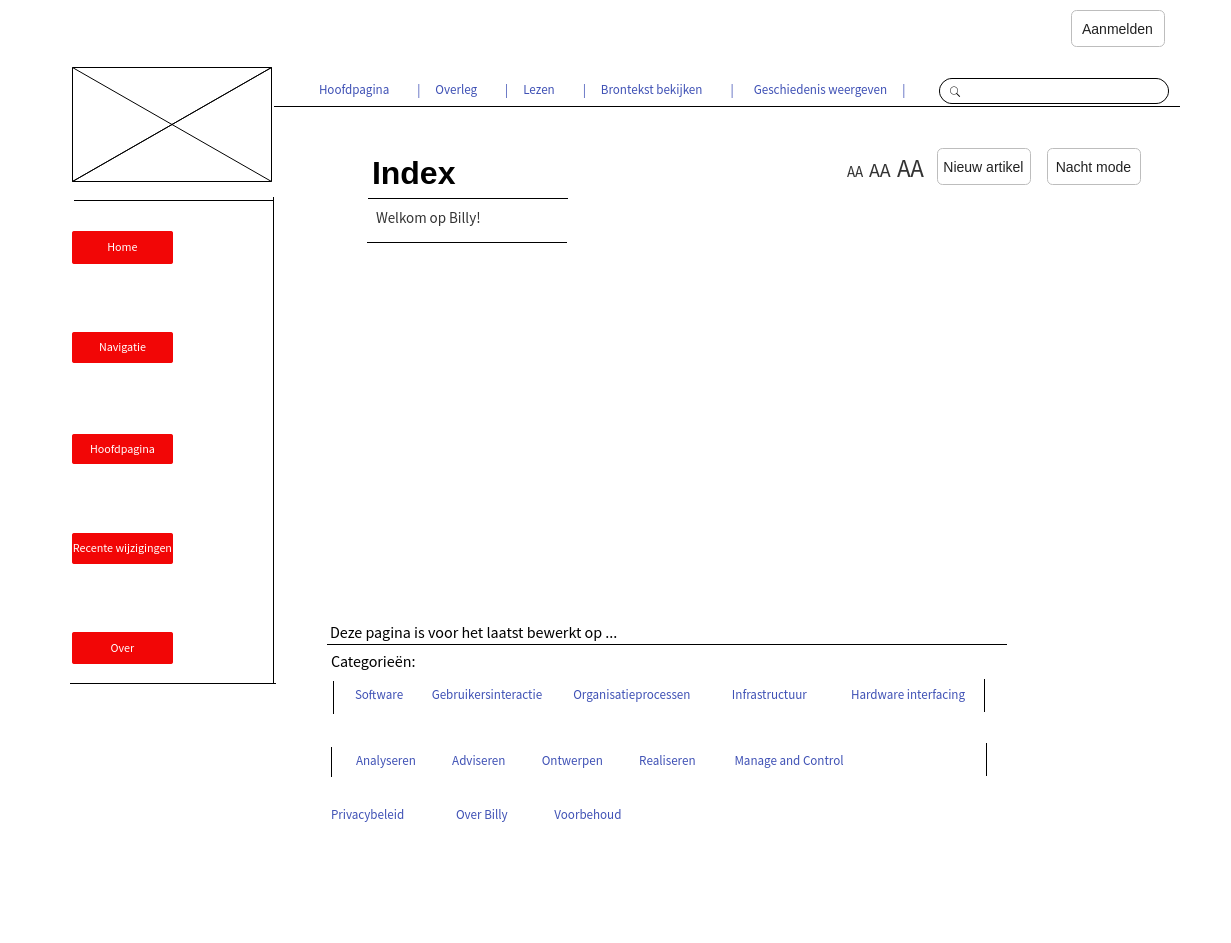 Aanmelden
Hoofdpagina | Overleg | Lezen | Brontekst bekijken | Geschiedenis weergeven |
Index
AA AA AA Nieuw artikel Nacht mode
Welkom op Billy!
Home
Navigatie
Hoofdpagina
Recente wijzigingen
Over
Deze pagina is voor het laatst bewerkt op ...
Categorieën:
Software Gebruikersinteractie Organisatieprocessen Infrastructuur Hardware interfacing
Analyseren Adviseren Ontwerpen Realiseren Manage and Control
Privacybeleid Over Billy Voorbehoud